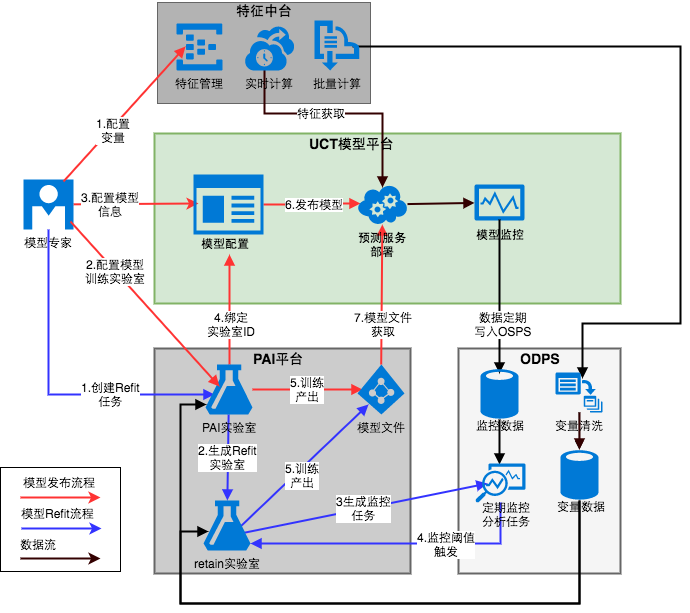 特征中台
特征管理
实时计算
批量计算
特征获取
1.配置
变量
UCT模型平台
3.配置模型
信息
6.发布模型
模型专家
模型配置
预测服务
部署
模型监控
2.配置模型
训练实验室
4.绑定
实验室ID
7.模型文件
获取
数据定期
写入OSPS
PAI平台
ODPS
1.创建Refit
任务
5.训练
产出
PAI实验室
模型文件
监控数据
变量清洗
2.生成Refit
实验室
5.训练
产出
模型发布流程
模型Refit流程
数据流
3生成监控
任务
定期监控
分析任务
变量数据
4.监控阈值
触发
retain实验室